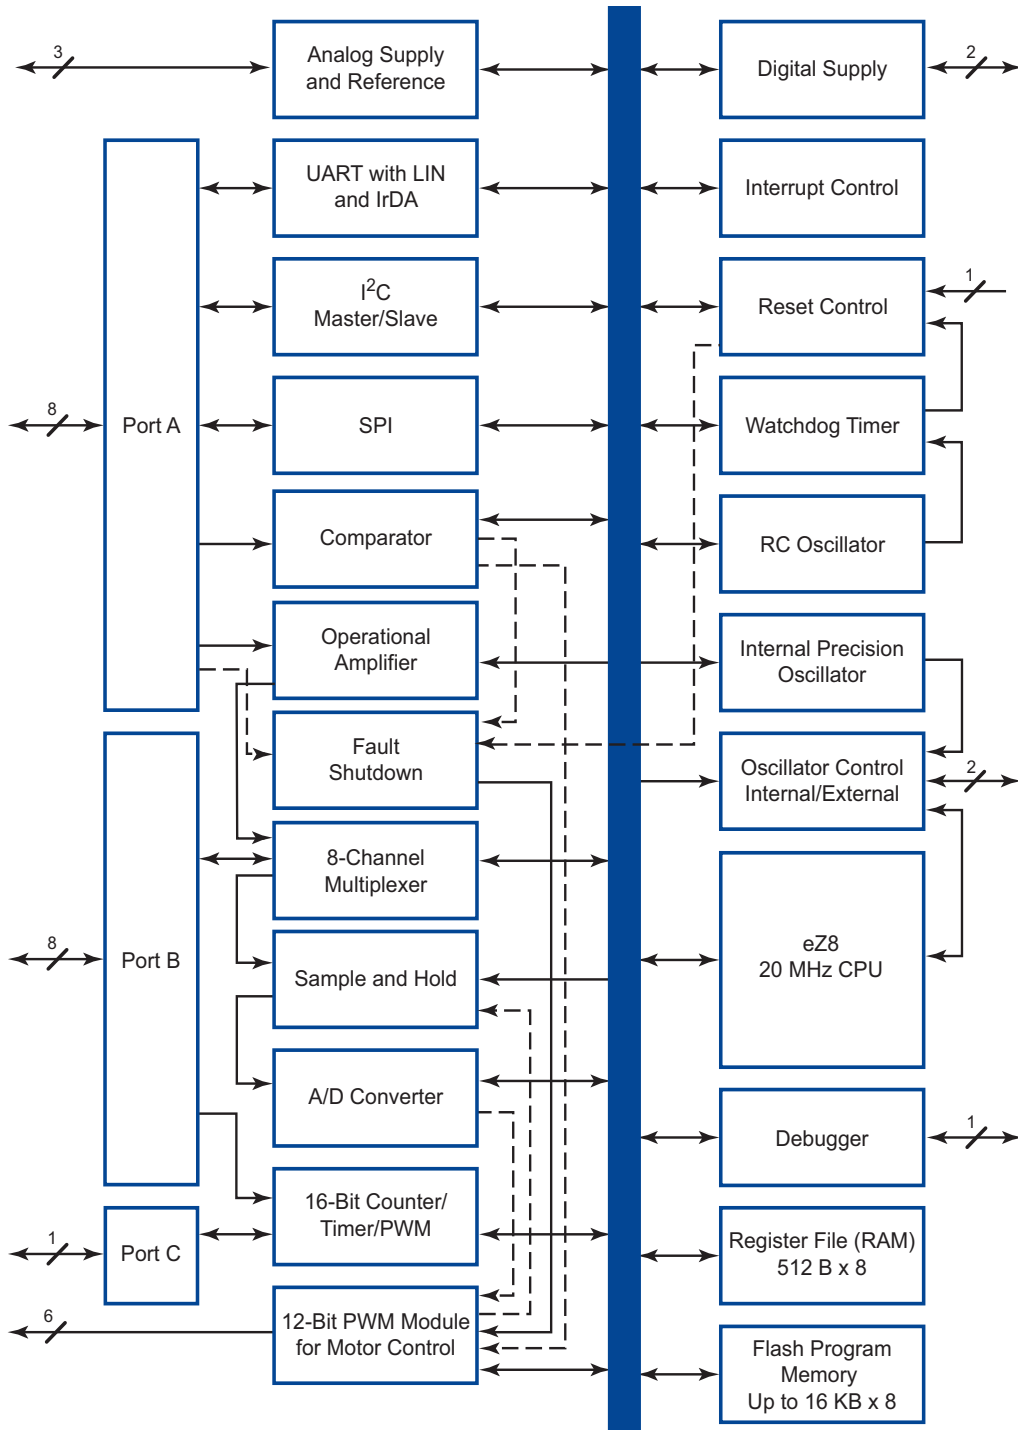 3
Analog Supply
and Reference
Digital Supply
2
UART with LIN
and IrDA
Interrupt Control
I²C
Master/Slave
Reset Control
1
8
Port A
SPI
Watchdog Timer
Comparator
RC Oscillator
Operational
Amplifier
Internal Precision
Oscillator
Fault
Shutdown
Oscillator Control
Internal/External
2
8-Channel
Multiplexer
8
Port B
Sample and Hold
eZ8
20 MHz CPU
A/D Converter
Debugger
1
16-Bit Counter/
Timer/PWM
1
Port C
Register File (RAM)
512 B x 8
6
12-Bit PWM Module
for Motor Control
Flash Program
Memory
Up to 16 KB x 8